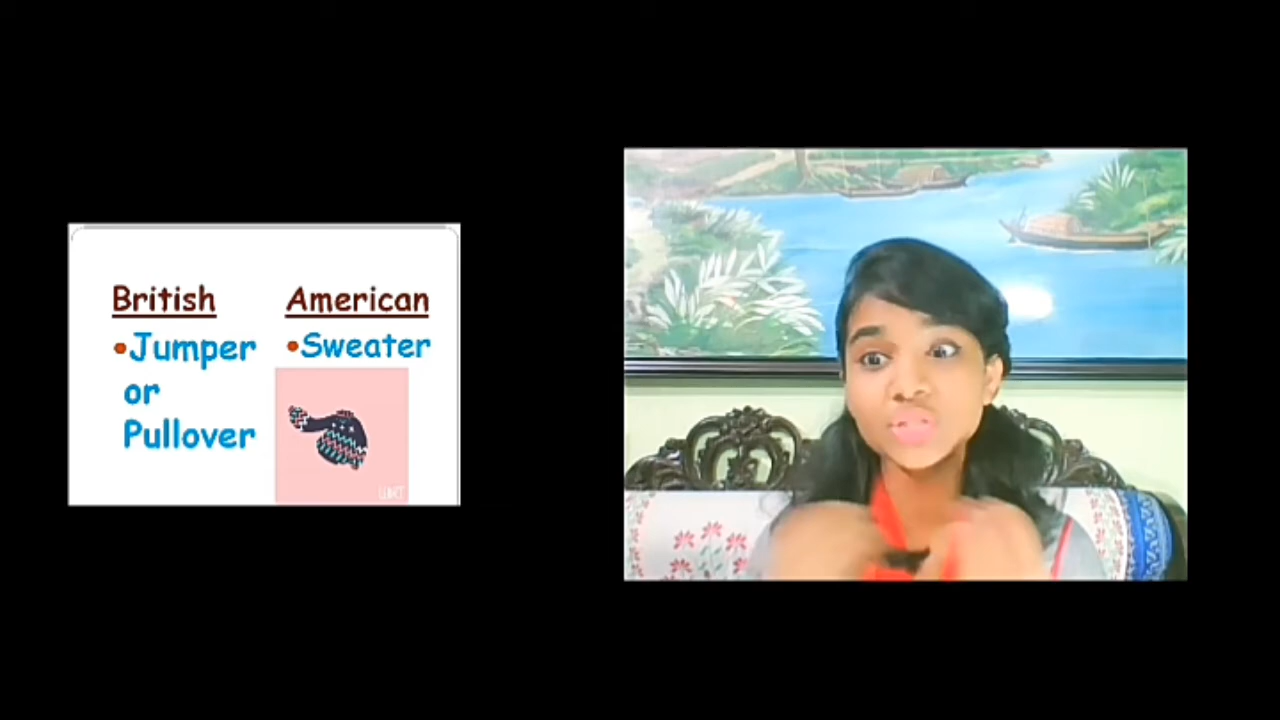 British
American
•Jumper
or
Pullover
•Sweater